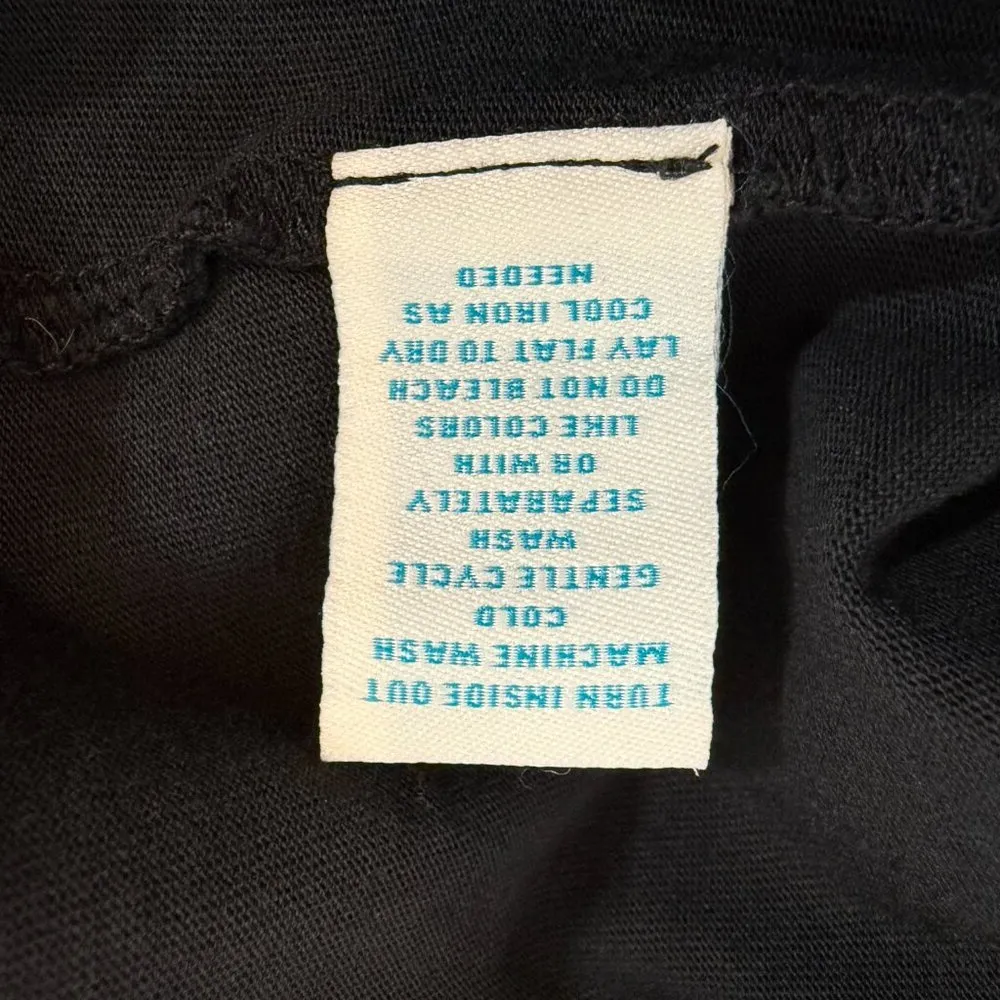 TURN INSIDE OUT
MACHINE WASH
COLD
GENTLE CYCLE
WASH
SEPARATELY
OR WITH
LIKE COLORS
DO NOT BLEACH
LAY FLAT TO DRY
COOL IRON AS
NEEDED